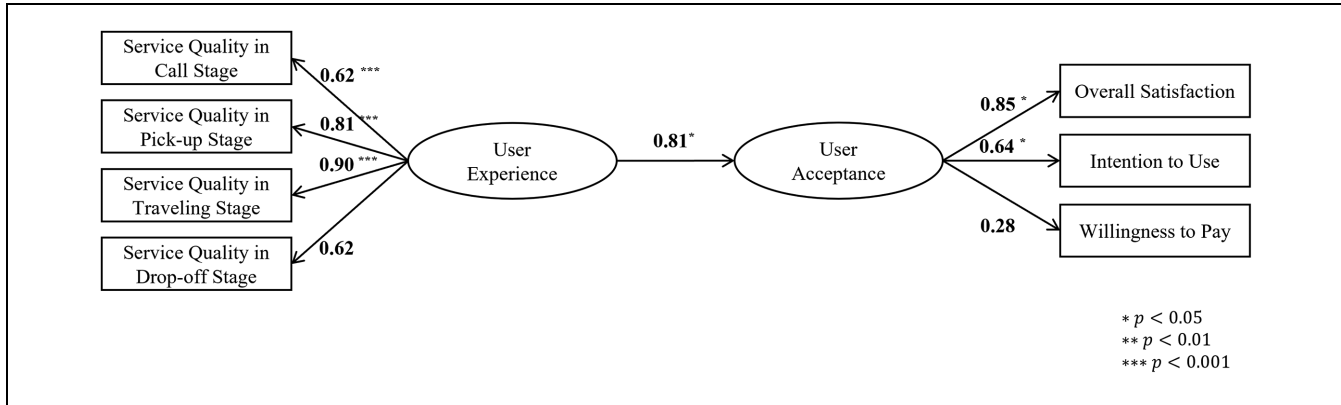 Service Quality in
Call Stage
0.62 ***
Service Quality in
Pick-up Stage
0.81 ***
Service Quality in
Traveling Stage
0.90 ***
Service Quality in
Drop-off Stage
0.62
User
Experience
0.81*
User
Acceptance
0.85 *
Overall Satisfaction
0.64 *
Intention to Use
0.28
Willingness to Pay
* p < 0.05
** p < 0.01
*** p < 0.001